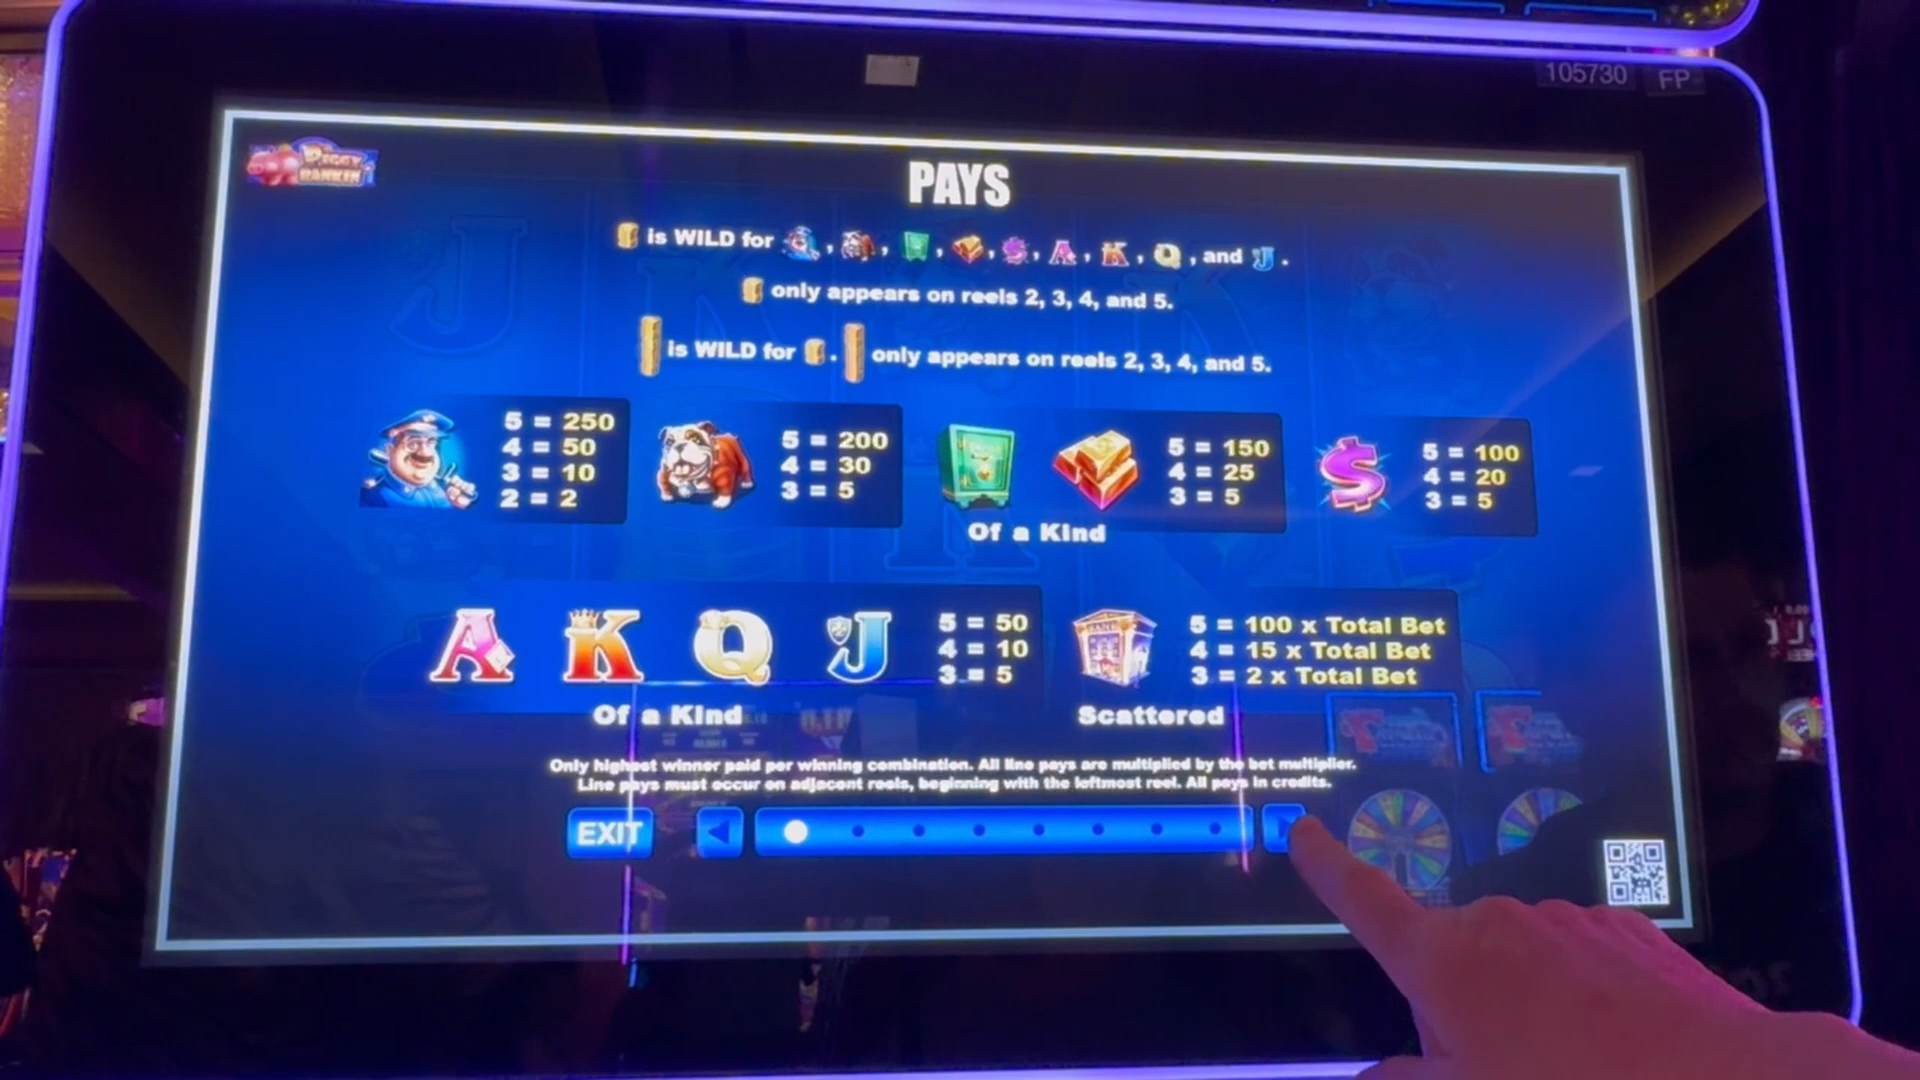 105730 FP
PIGGY
BANKIN'
PAYS
is WILD for , , , , , A , K , Q , and J .
only appears on reels 2, 3, 4, and 5.
is WILD for . only appears on reels 2, 3, 4, and 5.
5 = 250
4 = 50
3 = 10
2 = 2
5 = 200
4 = 30
3 = 5
5 = 150
4 = 25
3 = 5
$
5 = 100
4 = 20
3 = 5
Of a Kind
A K Q J
5 = 50
4 = 10
3 = 5
BANK
5 = 100 x Total Bet
4 = 15 x Total Bet
3 = 2 x Total Bet
Of a Kind
Scattered
Only highest winner paid per winning combination. All line pays are multiplied by the bet multiplier.
Line pays must occur on adjacent reels, beginning with the leftmost reel. All pays in credits.
EXIT